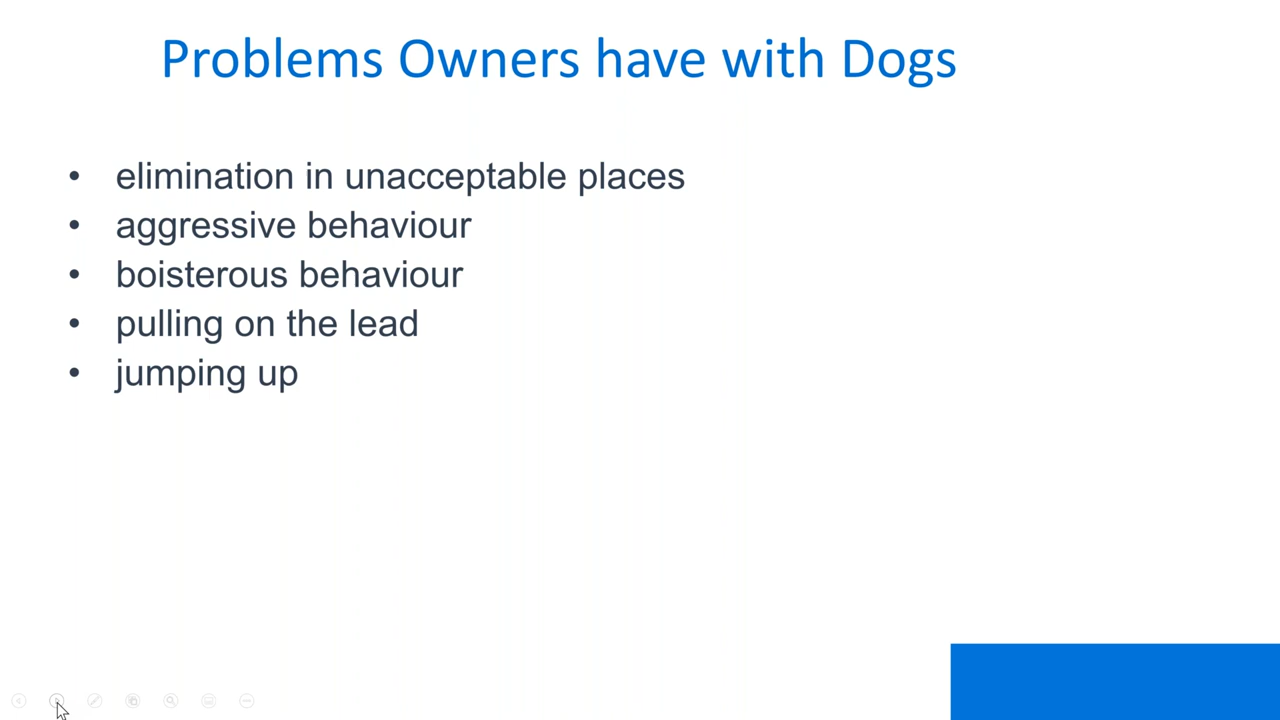 Problems Owners have with Dogs
• elimination in unacceptable places
• aggressive behaviour
• boisterous behaviour
• pulling on the lead
• jumping up